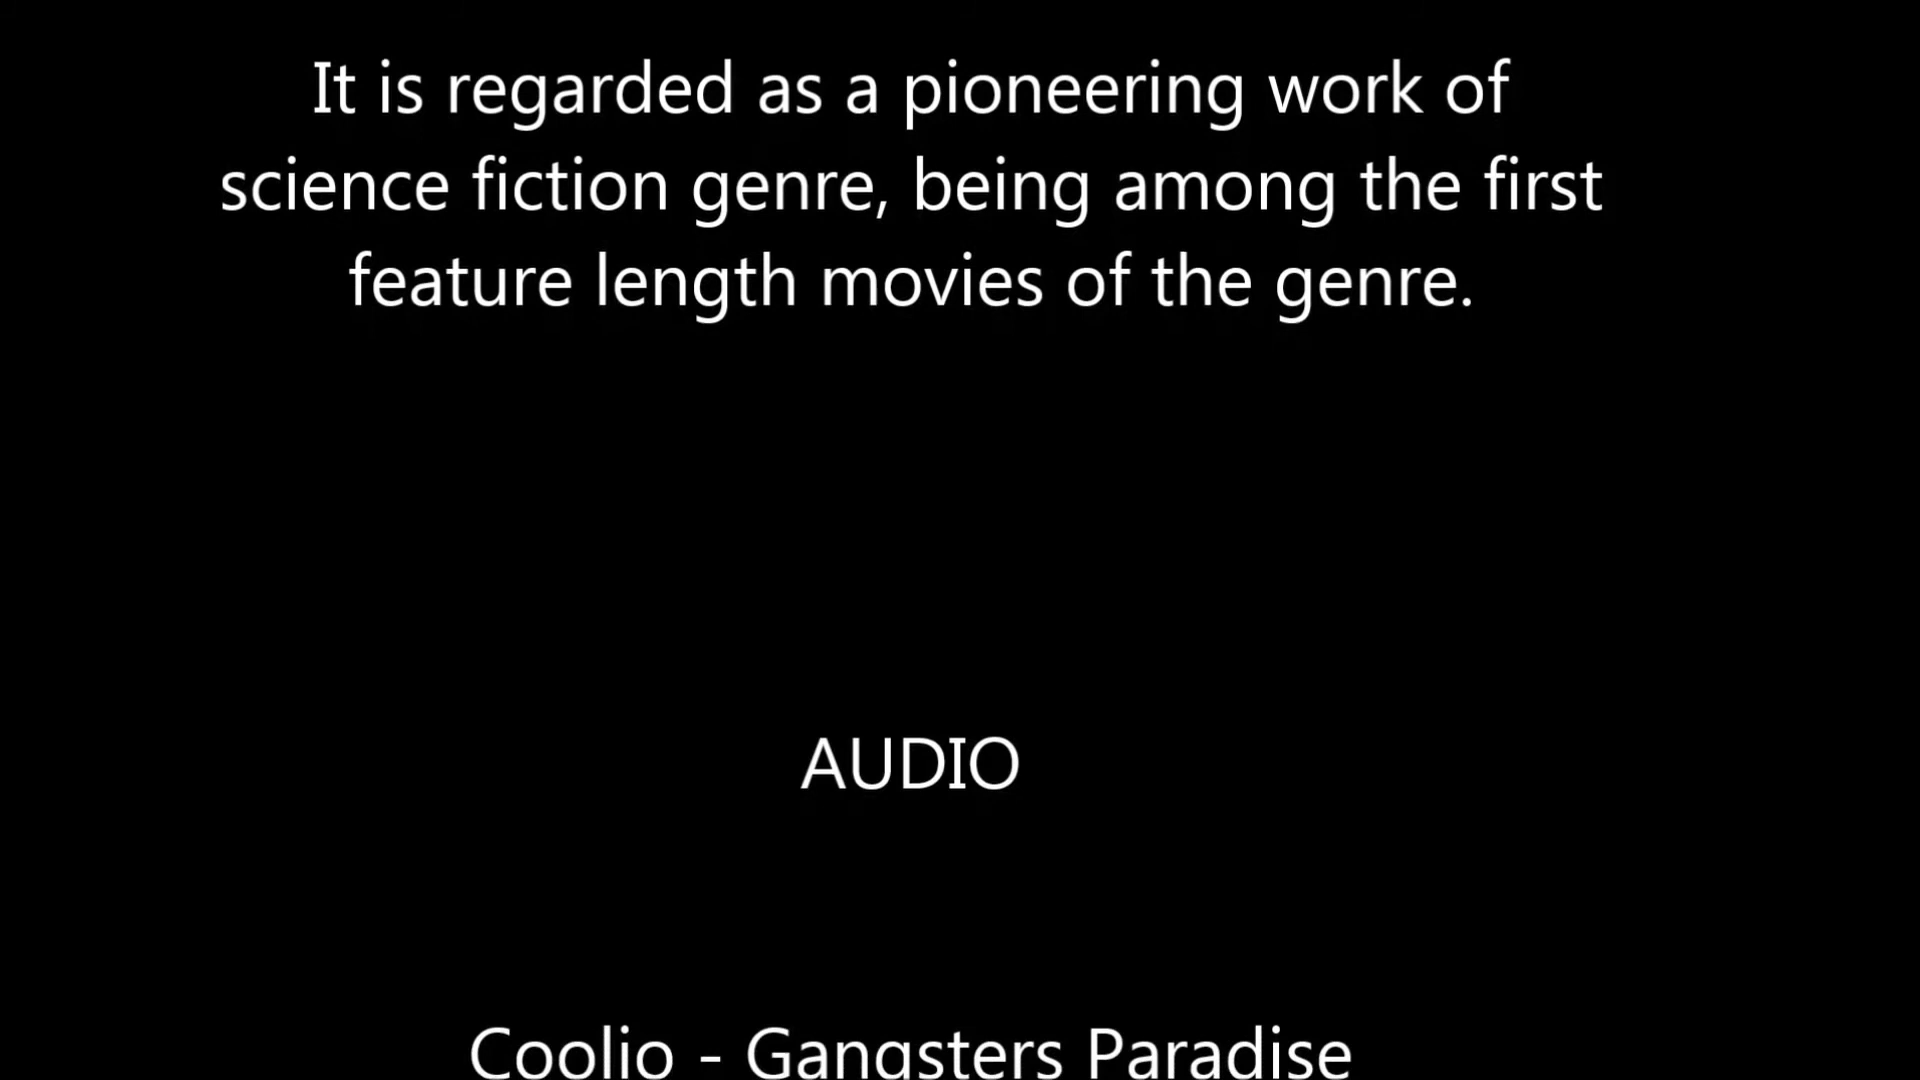 It is regarded as a pioneering work of
science fiction genre, being among the first
feature length movies of the genre.
AUDIO
Coolio - Gangsters Paradise